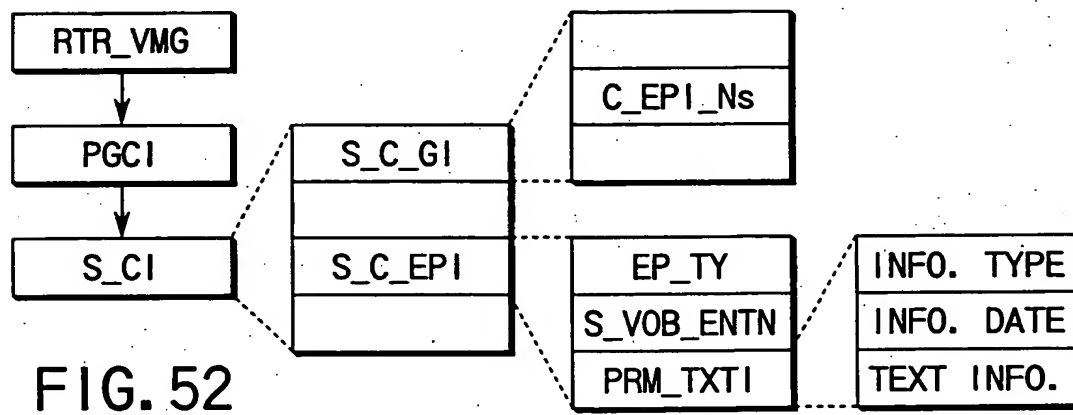 RTR_VMG
PGCI
S_CI
S_C_GI
S_C_EPI
C_EPI_Ns
EP_TY
S_VOB_ENTN
PRM_TXTI
INFO. TYPE
INFO. DATE
TEXT INFO.
FIG. 52